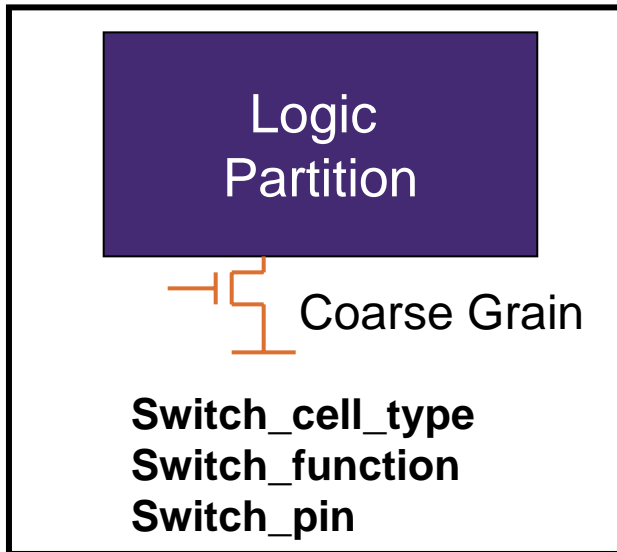 Logic
Partition
Coarse Grain
Switch_cell_type
Switch_function
Switch_pin